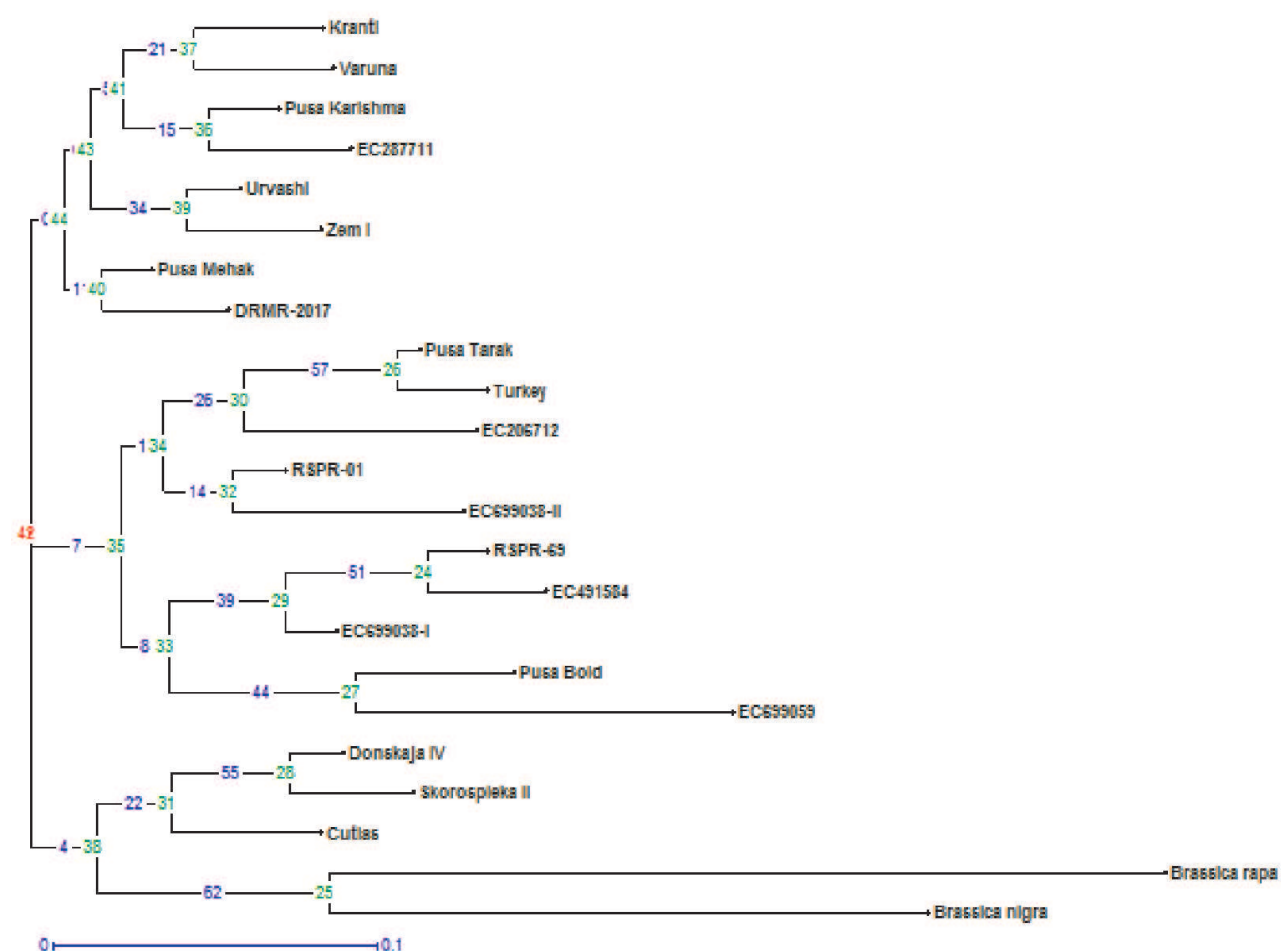 Kranti
21 37
Varuna
41
Pusa Karishma
15 36
EC287711
43
Urvashi
34 39
Zem I
44
Pusa Mehak
40
DRMR-2017
Pusa Tarak
57 26
Turkey
26 30
EC206712
34
RSPR-01
14 32
EC699038-II
42
7 35
RSPR-69
51 24
EC491584
39 29
EC699038-I
8 33
Pusa Bold
44 27
EC699059
Donskaja IV
55 28
Skorospieka II
22 31
Cutlas
4 38
Brassica rapa
62 25
Brassica nigra
0 0.1